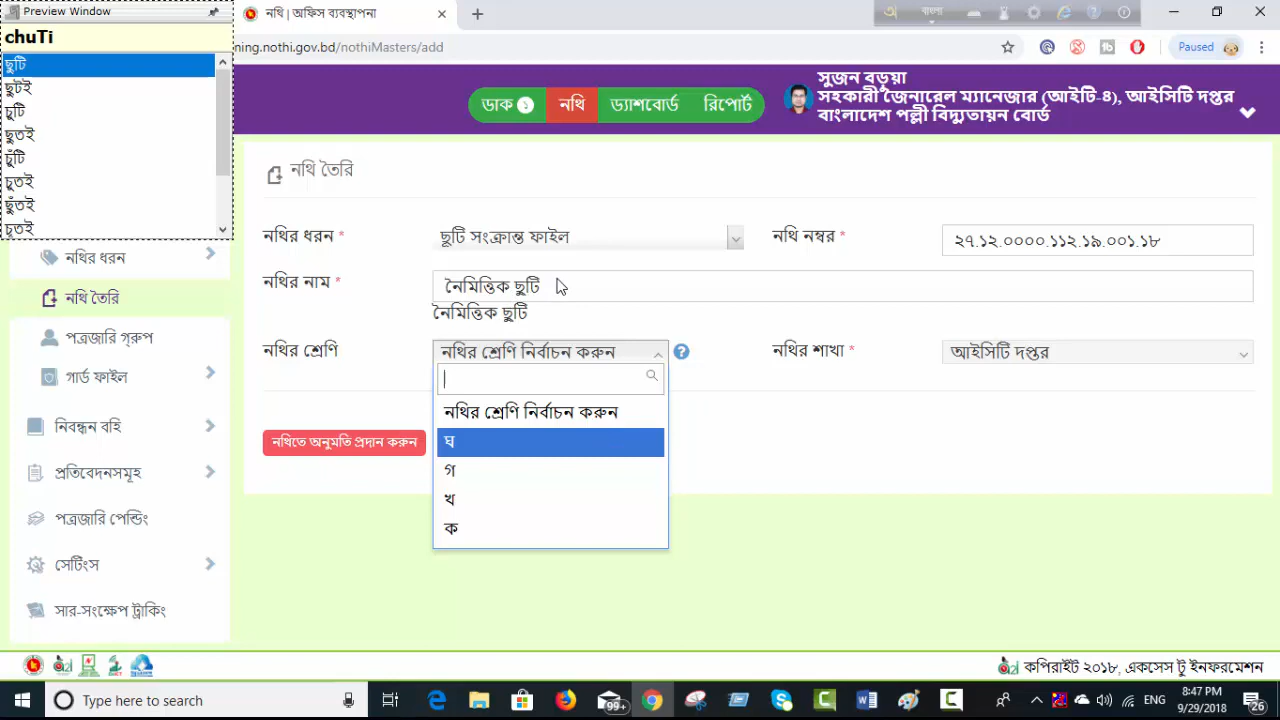 Preview Window
chuTi
ছুটি
ছুটই
চুটি
ছুতই
চুঁটি
চুতই
ছুঁতই
চূতই
নথি | অফিস ব্যবস্থাপনা
বাংলা
ning.nothi.gov.bd/nothiMasters/add
Paused
ডাক ১ নথি ড্যাশবোর্ড রিপোর্ট
সুজন বড়ুয়া
সহকারী জেনারেল ম্যানেজার (আইটি-৪), আইসিটি দপ্তর
বাংলাদেশ পল্লী বিদ্যুতায়ন বোর্ড
নথির ধরন
নথি তৈরি
পত্রজারি গ্রুপ
গার্ড ফাইল
নিবন্ধন বহি
প্রতিবেদনসমূহ
পত্রজারি পেন্ডিং
সেটিংস
সার-সংক্ষেপ ট্রাকিং
নথি তৈরি
নথির ধরন * ছুটি সংক্রান্ত ফাইল নথি নম্বর * ২৭.১২.০০০০.১১২.১৯.০০১.১৮
নথির নাম * নৈমিত্তিক ছুটি
নৈমিত্তিক ছুটি
নথির শ্রেণি নথির শ্রেণি নির্বাচন করুন নথির শাখা * আইসিটি দপ্তর
নথির শ্রেণি নির্বাচন করুন
ঘ
গ
খ
ক
নথিতে অনুমতি প্রদান করুন
কপিরাইট ২০১৮, একসেস টু ইনফরমেশন
Type here to search
99+
ENG
8:47 PM
9/29/2018
26